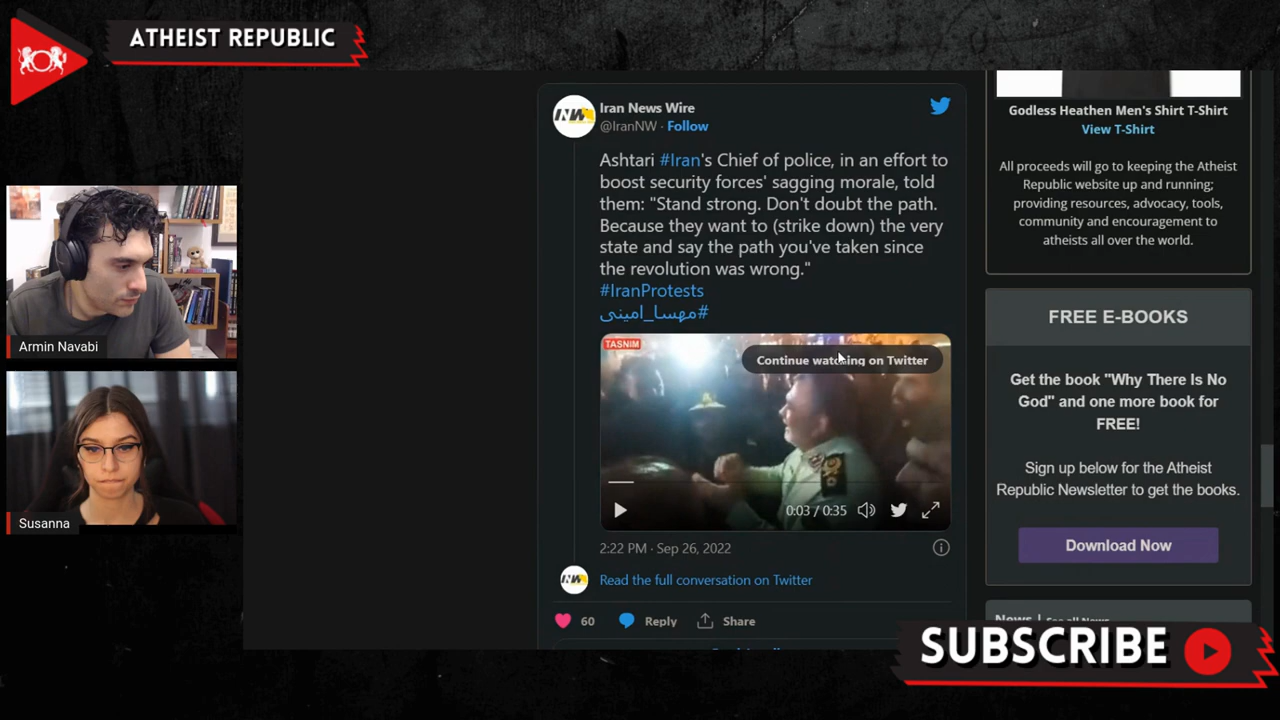 ATHEIST REPUBLIC
Armin Navabi
Susanna
NW
Iran News Wire
@IranNW · Follow
Ashtari #Iran's Chief of police, in an effort to
boost security forces' sagging morale, told
them: "Stand strong. Don't doubt the path.
Because they want to (strike down) the very
state and say the path you've taken since
the revolution was wrong."
#IranProtests
#مهسا_امینی
TASNIM
Continue watching on Twitter
0:03 / 0:35
2:22 PM · Sep 26, 2022
NW
Read the full conversation on Twitter
60
Reply
Share
Godless Heathen Men's Shirt T-Shirt
View T-Shirt
All proceeds will go to keeping the Atheist
Republic website up and running;
providing resources, advocacy, tools,
community and encouragement to
atheists all over the world.
FREE E-BOOKS
Get the book "Why There Is No
God" and one more book for
FREE!
Sign up below for the Atheist
Republic Newsletter to get the books.
Download Now
News | See all News
SUBSCRIBE